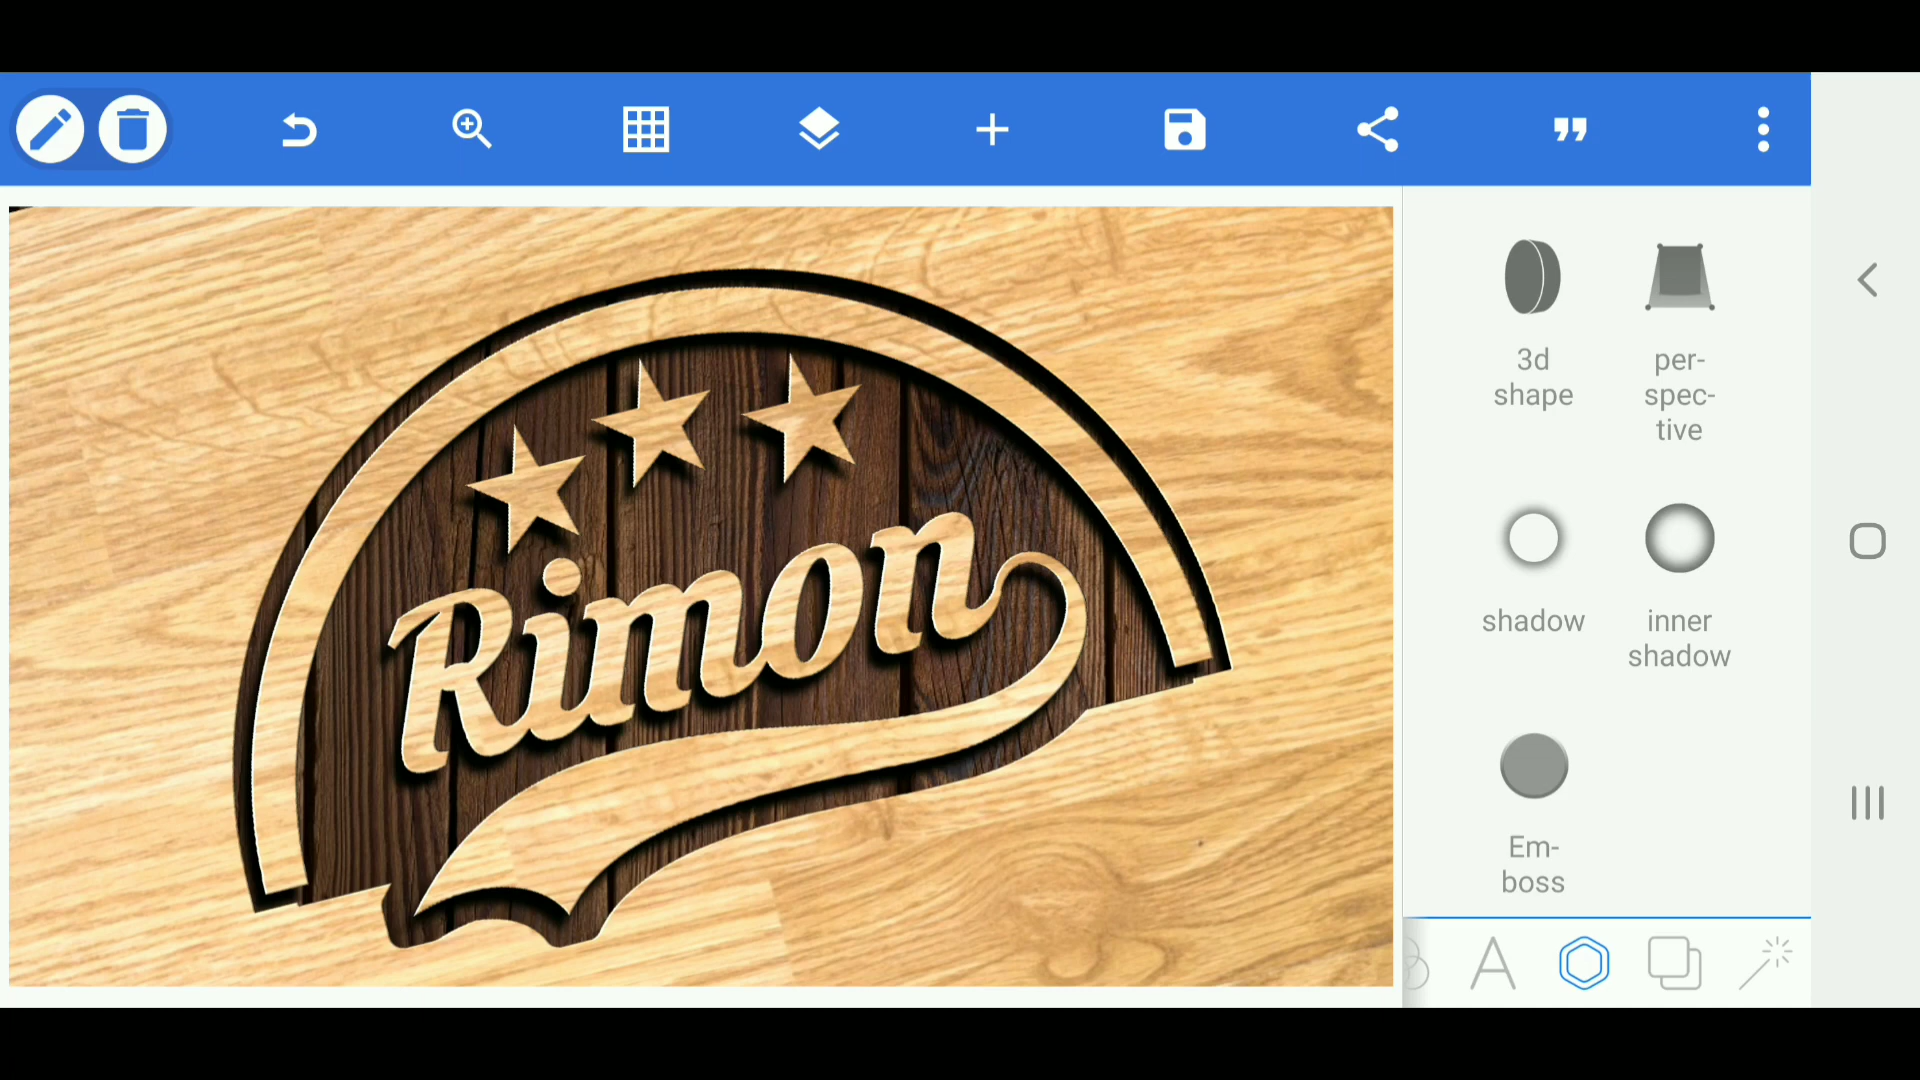 Rimon
3d
shape
per-
spec-
tive
shadow
inner
shadow
Em-
boss
A